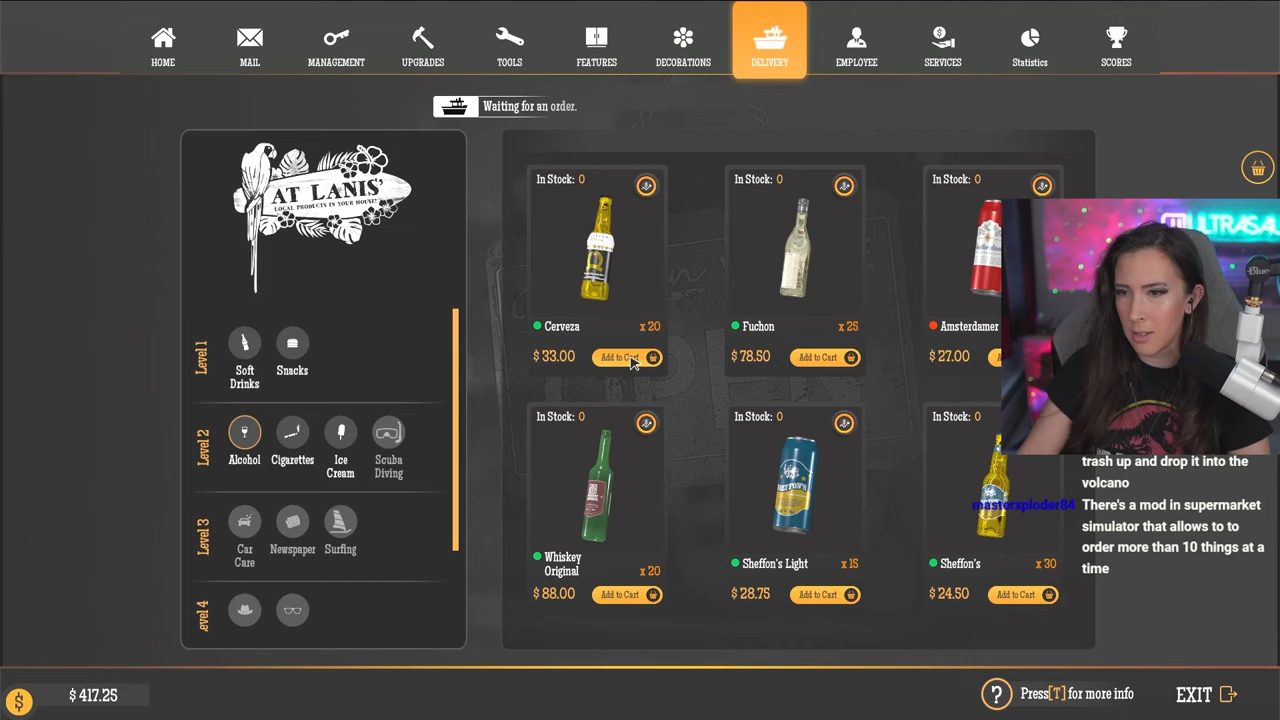 HOME
MAIL
MANAGEMENT
UPGRADES
TOOLS
FEATURES
DECORATIONS
DELIVERY
EMPLOYEE
SERVICES
Statistics
SCORES
Waiting for an order.
AT LANIS'
LOCAL PRODUCTS IN YOUR HOUSE!
Level 1
Soft Drinks
Snacks
Level 2
Alcohol
Cigarettes
Ice Cream
Scuba Diving
Level 3
Car Care
Newspaper
Surfing
evel 4
In Stock: 0
Cerveza x 20
$ 33.00 Add to Cart
In Stock: 0
Fuchon x 25
$ 78.50 Add to Cart
In Stock: 0
Amsterdamer
$ 27.00
In Stock: 0
Whiskey Original x 20
$ 88.00 Add to Cart
In Stock: 0
Sheffon's Light x 15
$ 28.75 Add to Cart
In Stock: 0
Sheffon's x 30
$ 24.50 Add to Cart
ULTRASAU
Blue
trash up and drop it into the
volcano
masterxploder84 There's a mod in supermarket
simulator that allows to to
order more than 10 things at a
time
$ 417.25
? Press[T] for more info
EXIT